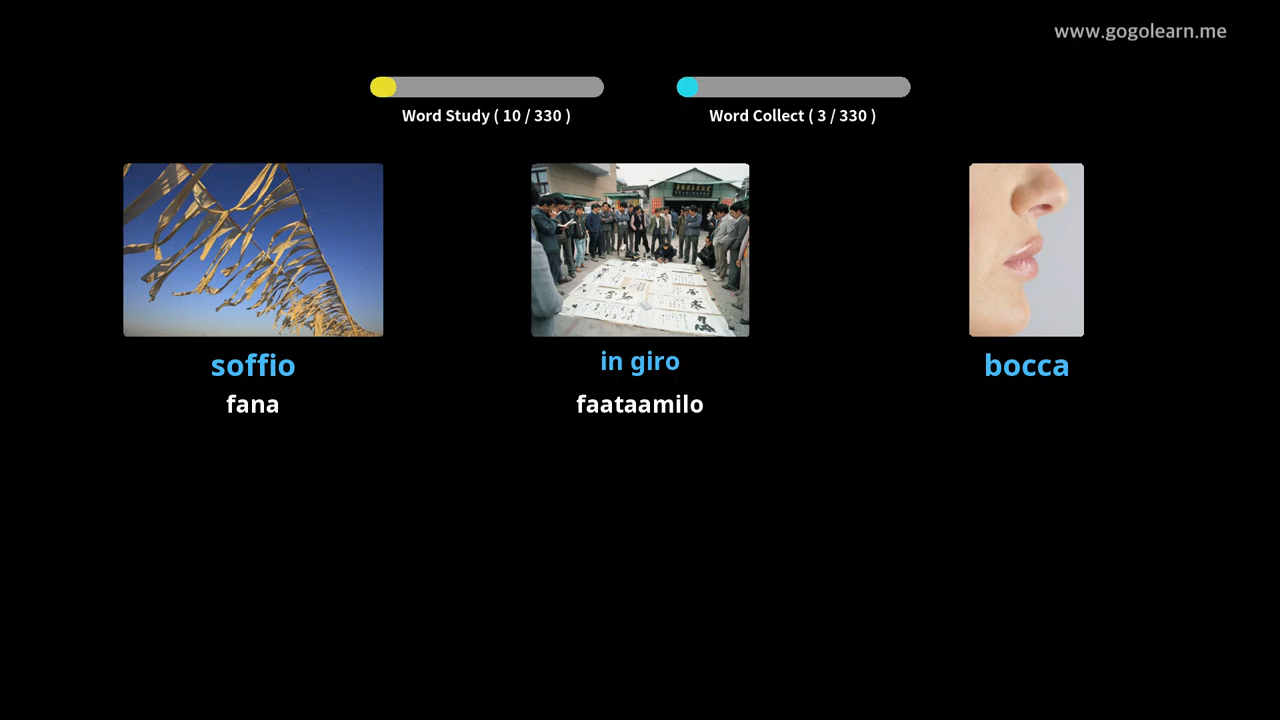 www.gogolearn.me
Word Study ( 10 / 330 )
Word Collect ( 3 / 330 )
soffio
in giro
bocca
fana
faataamilo